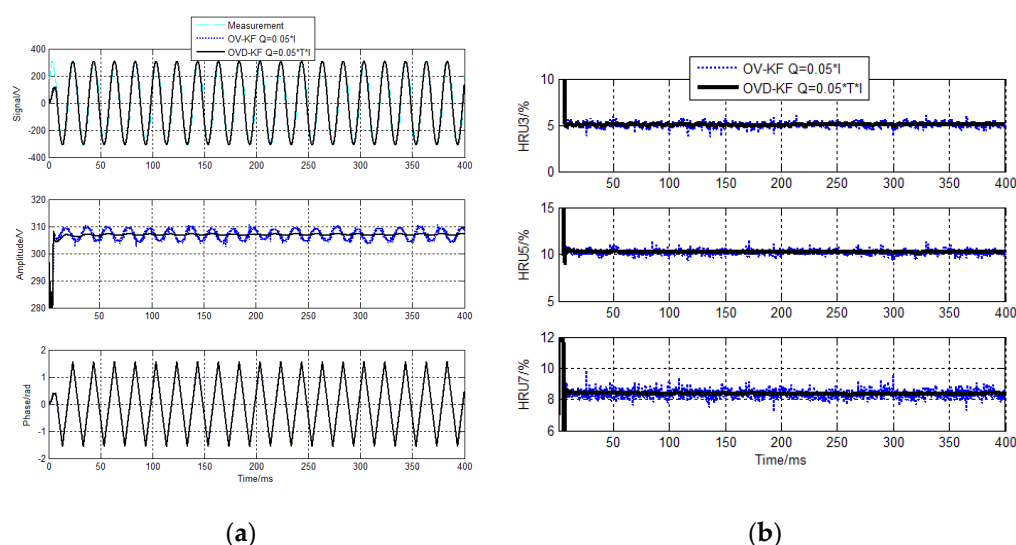 Measurement
OV-KF Q=0.05*I
OVD-KF Q=0.05*T*I
400
200
0
-200
-400
Signal/V
0 50 100 150 200 250 300 350 400
320
310
300
290
280
Amplitude/V
0 50 100 150 200 250 300 350 400
2
1
0
-1
-2
Phase/rad
0 50 100 150 200 250 300 350 400
Time/ms
(a)
OV-KF Q=0.05*I
OVD-KF Q=0.05*T*I
10
5
0
HRU3/%
50 100 150 200 250 300 350 400
15
10
5
HRU5/%
50 100 150 200 250 300 350 400
12
10
8
6
HRU7/%
50 100 150 200 250 300 350 400
Time/ms
(b)